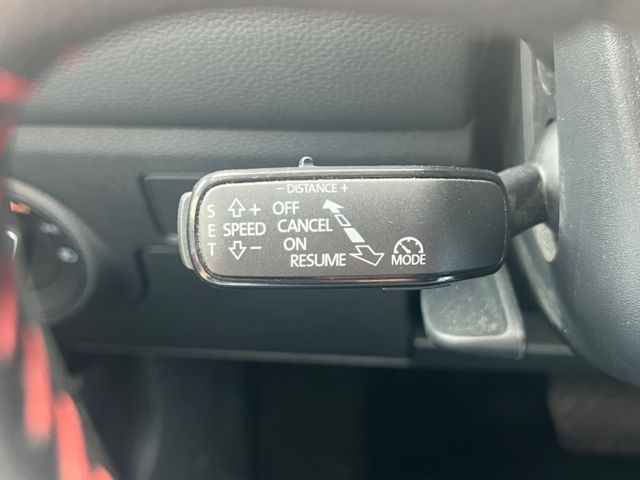 - DISTANCE +
S + OFF
E SPEED CANCEL
T - ON
RESUME MODE